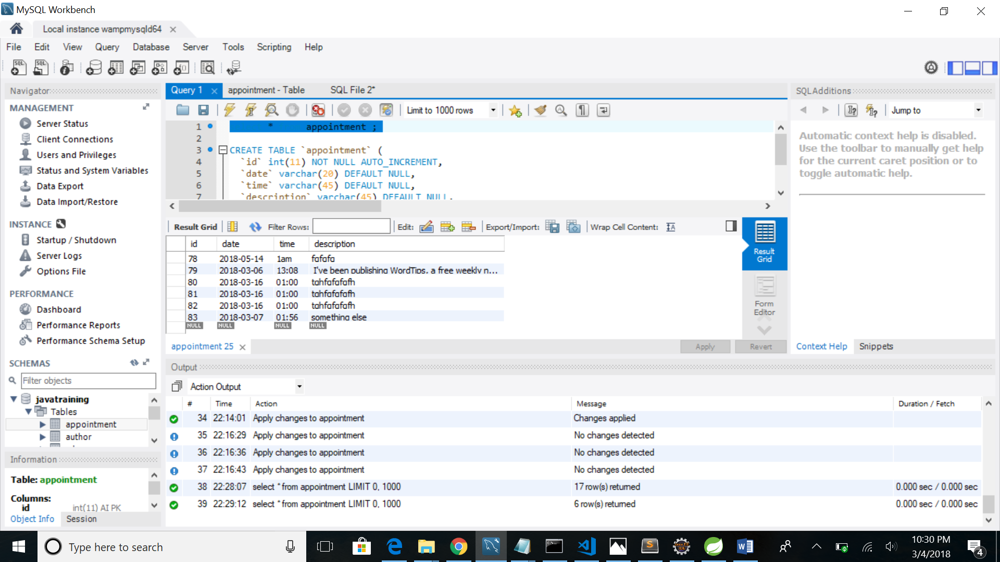 MySQL Workbench
Local instance wampmysqld64
File Edit View Query Database Server Tools Scripting Help
Navigator
MANAGEMENT
Server Status
Client Connections
Users and Privileges
Status and System Variables
Data Export
Data Import/Restore
INSTANCE
Startup / Shutdown
Server Logs
Options File
PERFORMANCE
Dashboard
Performance Reports
Performance Schema Setup
SCHEMAS
Filter objects
javatraining
Tables
appointment
author
Information
Table: appointment
Columns:
id int(11) AI PK
Object Info Session
Query 1 appointment - Table SQL File 2*
Limit to 1000 rows
1 * appointment ;
2
3 CREATE TABLE `appointment` (
4 `id` int(11) NOT NULL AUTO_INCREMENT,
5 `date` varchar(20) DEFAULT NULL,
6 `time` varchar(45) DEFAULT NULL,
7 `description` varchar(45) DEFAULT NULL,
Result Grid Filter Rows: Edit: Export/Import: Wrap Cell Content:
id date time description
78 2018-05-14 1am fafafa
79 2018-03-06 13:08 I've been publishing WordTips, a free weekly n...
80 2018-03-16 01:00 tahfafafafh
81 2018-03-16 01:00 tahfafafafh
82 2018-03-16 01:00 tahfafafafh
83 2018-03-07 01:56 something else
NULL NULL NULL NULL
Result Grid
Form Editor
appointment 25
Apply Revert
Output
Action Output
# Time Action Message Duration / Fetch
34 22:14:01 Apply changes to appointment Changes applied
35 22:16:29 Apply changes to appointment No changes detected
36 22:16:36 Apply changes to appointment No changes detected
37 22:16:43 Apply changes to appointment No changes detected
38 22:28:07 select * from appointment LIMIT 0, 1000 17 row(s) returned 0.000 sec / 0.000 sec
39 22:29:12 select * from appointment LIMIT 0, 1000 6 row(s) returned 0.000 sec / 0.000 sec
SQLAdditions
Jump to
Automatic context help is disabled.
Use the toolbar to manually get help
for the current caret position or to
toggle automatic help.
Context Help Snippets
Type here to search
10:30 PM
3/4/2018
4